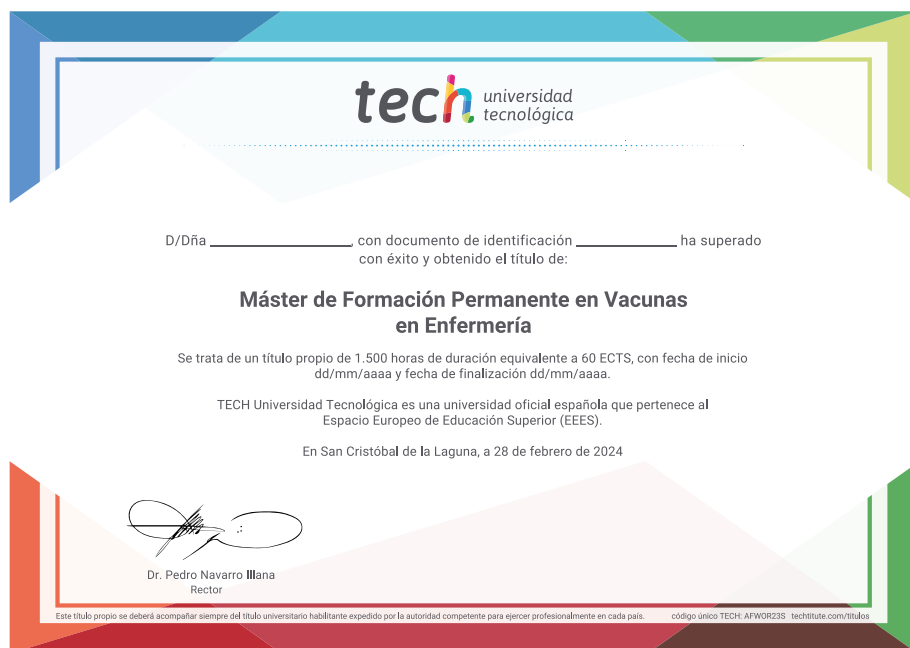 tech universidad
tecnológica
D/Dña ________________, con documento de identificación ____________ ha superado
con éxito y obtenido el título de:
Máster de Formación Permanente en Vacunas
en Enfermería
Se trata de un título propio de 1.500 horas de duración equivalente a 60 ECTS, con fecha de inicio
dd/mm/aaaa y fecha de finalización dd/mm/aaaa.
TECH Universidad Tecnológica es una universidad oficial española que pertenece al
Espacio Europeo de Educación Superior (EEES).
En San Cristóbal de la Laguna, a 28 de febrero de 2024
Dr. Pedro Navarro Illana
Rector
Este título propio se deberá acompañar siempre del título universitario habilitante expedido por la autoridad competente para ejercer profesionalmente en cada país. código único TECH: AFWOR23S techtitute.com/titulos